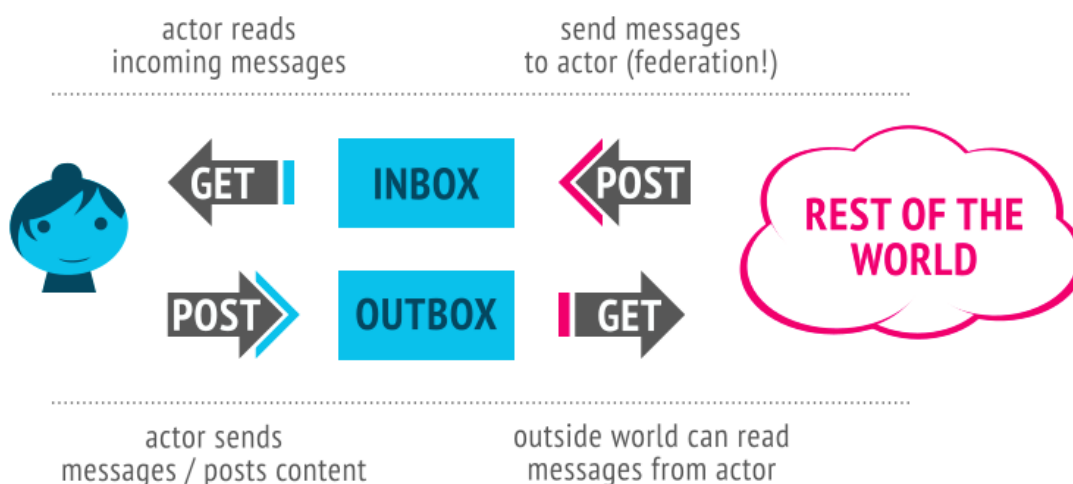 actor reads
incoming messages
send messages
to actor (federation!)
GET
INBOX
POST
REST OF THE
WORLD
POST
OUTBOX
GET
actor sends
messages / posts content
outside world can read
messages from actor